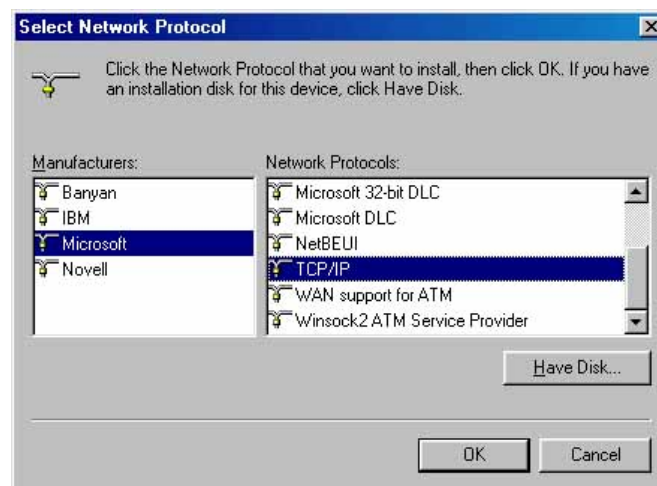 Select Network Protocol
Click the Network Protocol that you want to install, then click OK. If you have
an installation disk for this device, click Have Disk.
Manufacturers:
Banyan
IBM
Microsoft
Novell
Network Protocols:
Microsoft 32-bit DLC
Microsoft DLC
NetBEUI
TCP/IP
WAN support for ATM
Winsock2 ATM Service Provider
Have Disk...
OK
Cancel